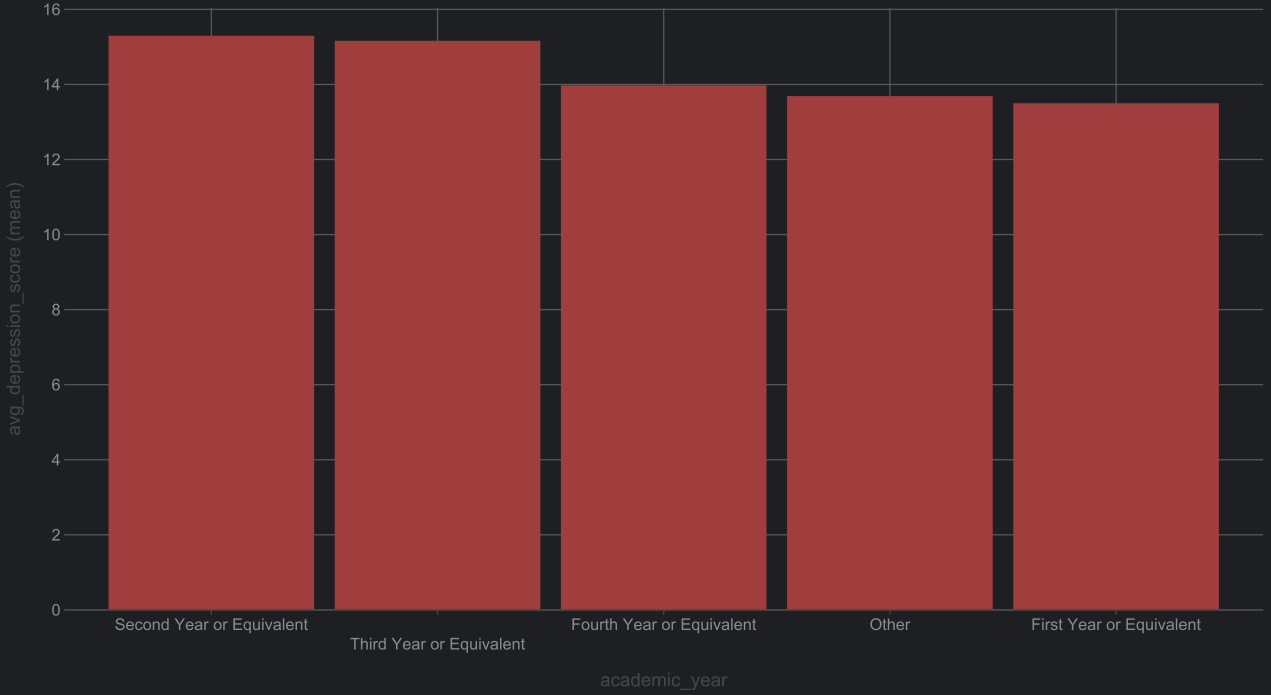 16
14
12
10
8
6
4
2
0
avg_depression_score (mean)
Second Year or Equivalent
Third Year or Equivalent
Fourth Year or Equivalent
Other
First Year or Equivalent
academic_year